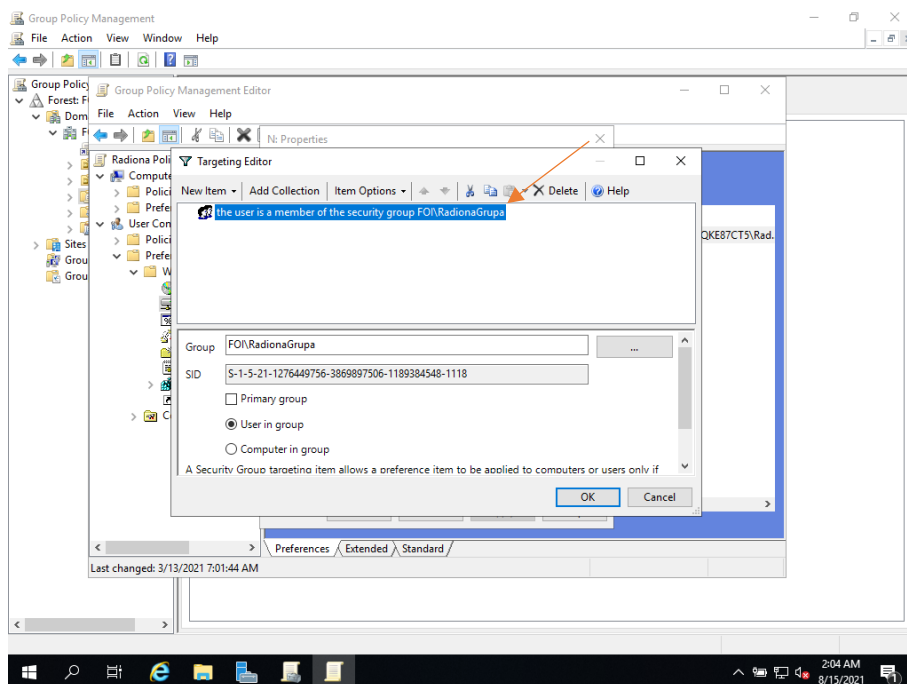 Group Policy Management
File Action View Window Help
Group Policy
Forest: F
Dom
F
Sites
Grou
Grou
Group Policy Management Editor
File Action View Help
N: Properties
Radiona Poli
Compute
Polici
Prefe
User Con
Polici
Prefe
W
C
Targeting Editor
New Item Add Collection Item Options Delete Help
the user is a member of the security group FOI\RadionaGrupa
QKE87CT5\Rad.
Group FOI\RadionaGrupa ...
SID S-1-5-21-1276449756-3869897506-1189384548-1118
Primary group
User in group
Computer in group
A Security Group targeting item allows a preference item to be applied to computers or users only if
OK Cancel
Preferences Extended Standard
Last changed: 3/13/2021 7:01:44 AM
2:04 AM
8/15/2021
1